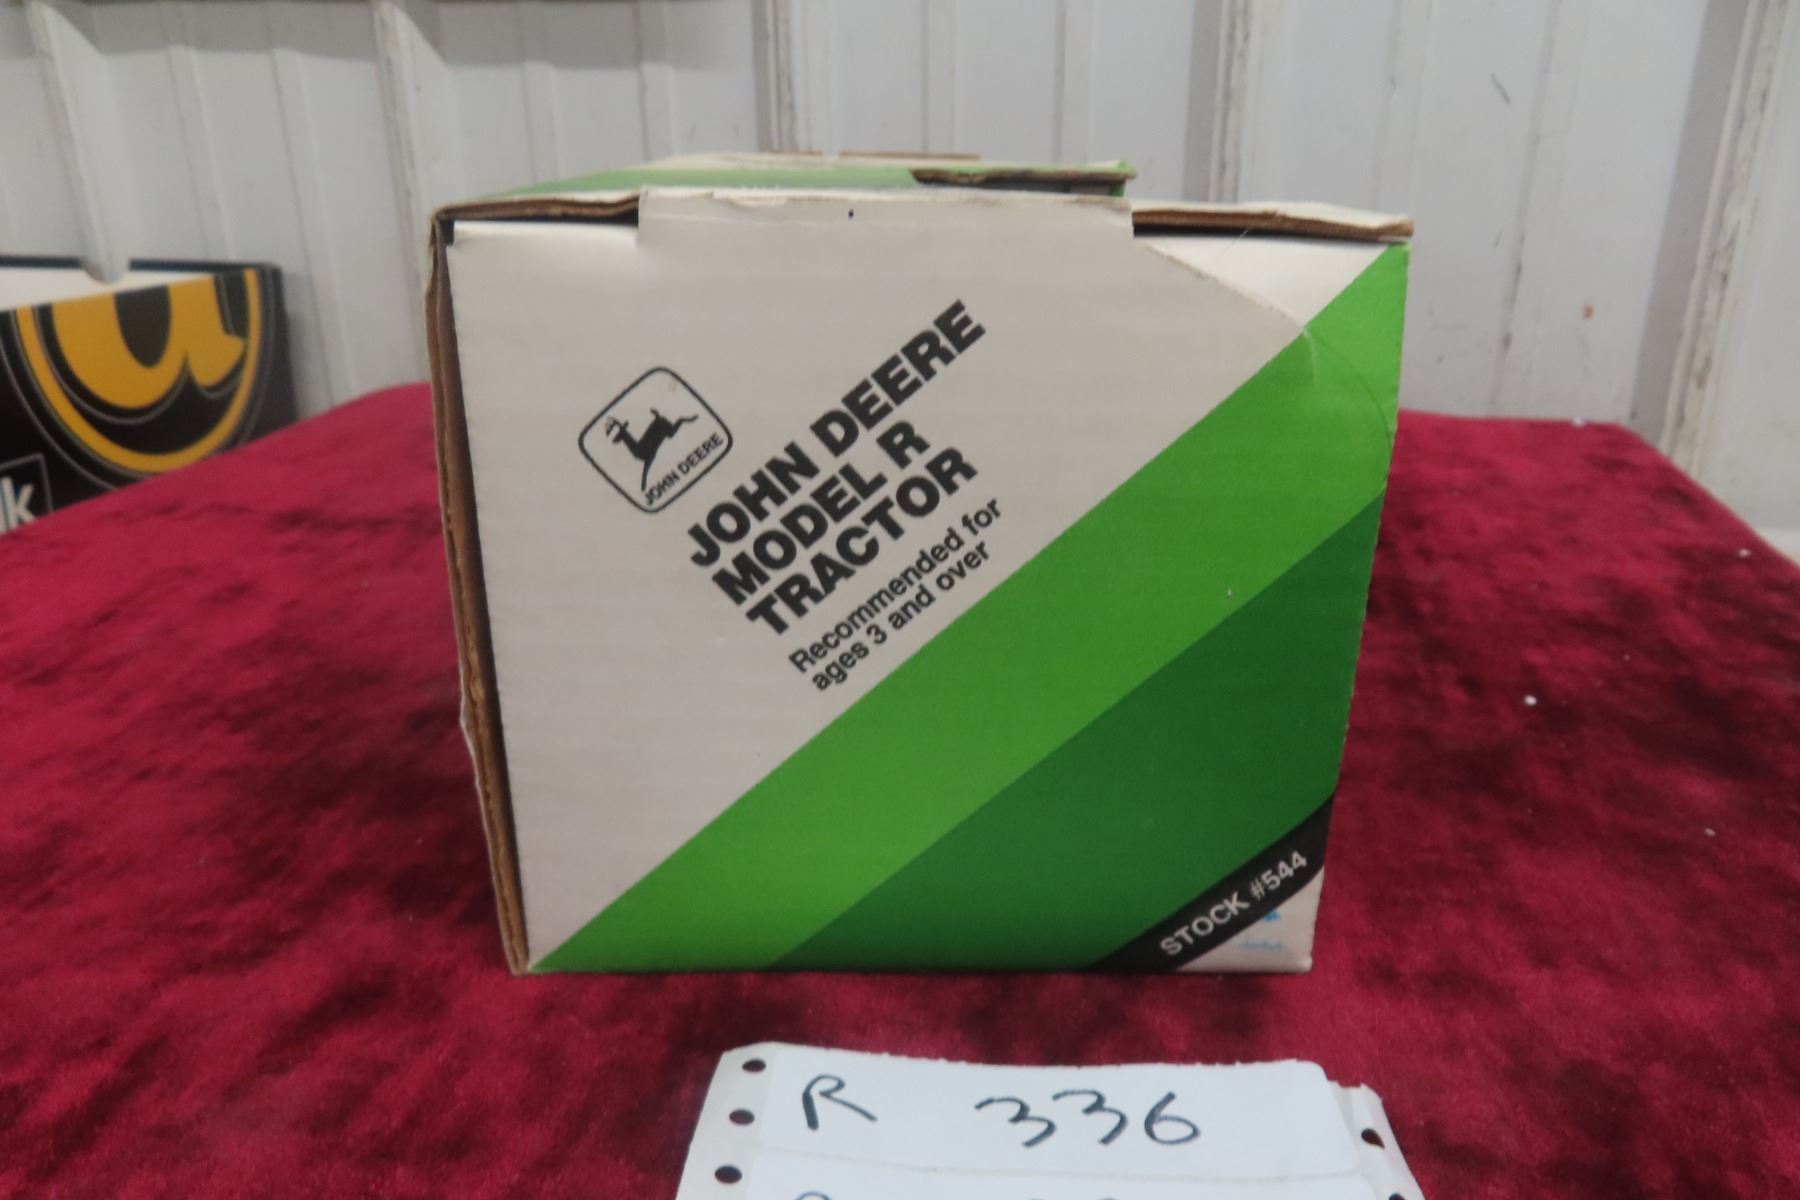 JOHN DEERE
JOHN DEERE
MODEL R
TRACTOR
Recommended for
ages 3 and over
STOCK #544
R 336